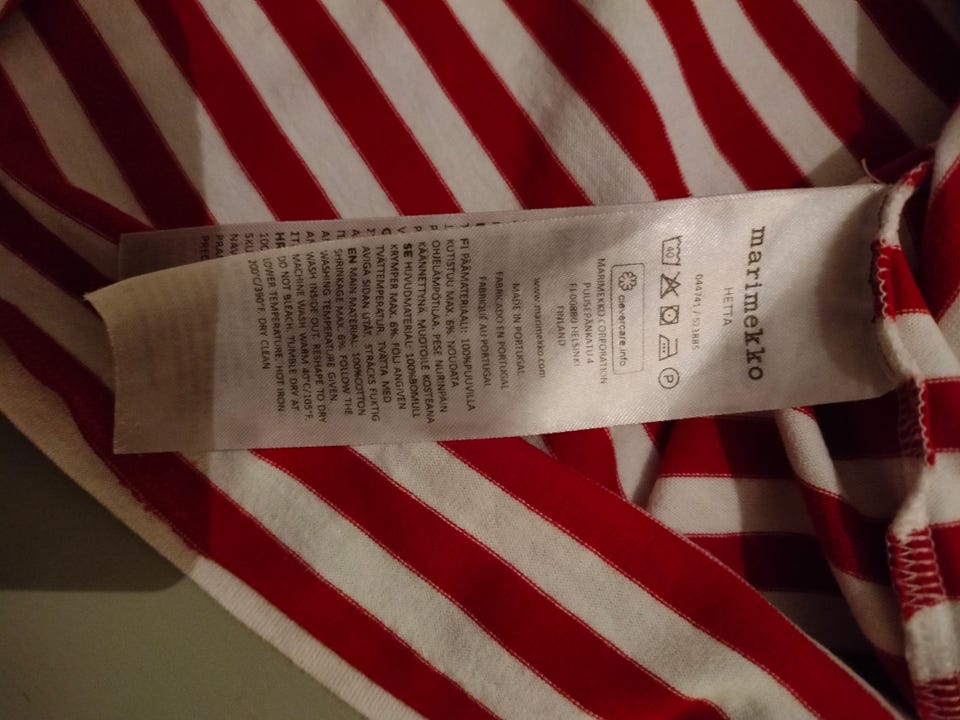 marimekko
HETTA
40
P
clevercare.info
MARIMEKKO CORPORATION
PUUSEPÄNKATU 4
FI 00880 HELSINKI
FINLAND
www.marimekko.com
MADE IN PORTUGAL
FABRICADO EN PORTUGAL
FABRIQUÉ AU PORTUGAL
FI PÄÄMATERIAALI: 100%PUUVILLA
KUTISTUU MAX. 6%. NOUDATA
OHJELÄMPÖTILAA. PESE NURINPÄIN
KÄÄNNETTYNÄ. MUOTOILE KOSTEANA
SE HUVUDMATERIAL: 100%BOMULL
KRYMPER MAX. 6% FÖLJ ANGIVEN
TVÄTTEMPERATUR. TVÄTTA MED
AVIGA SIDAN UTÅT. STRÄCKS FUKTIG
EN MAIN MATERIAL: 100%COTTON
SHRINKAGE MAX. 6%. FOLLOW THE
WASHING TEMPERATURE GIVEN.
WASH INSIDE OUT. RESHAPE TO DRY
MACHINE WASH WARM 40°C/105°F.
DO NOT BLEACH. TUMBLE DRY AT
LOWER TEMPERATURE. HOT IRON
200°C/390°F. DRY CLEAN